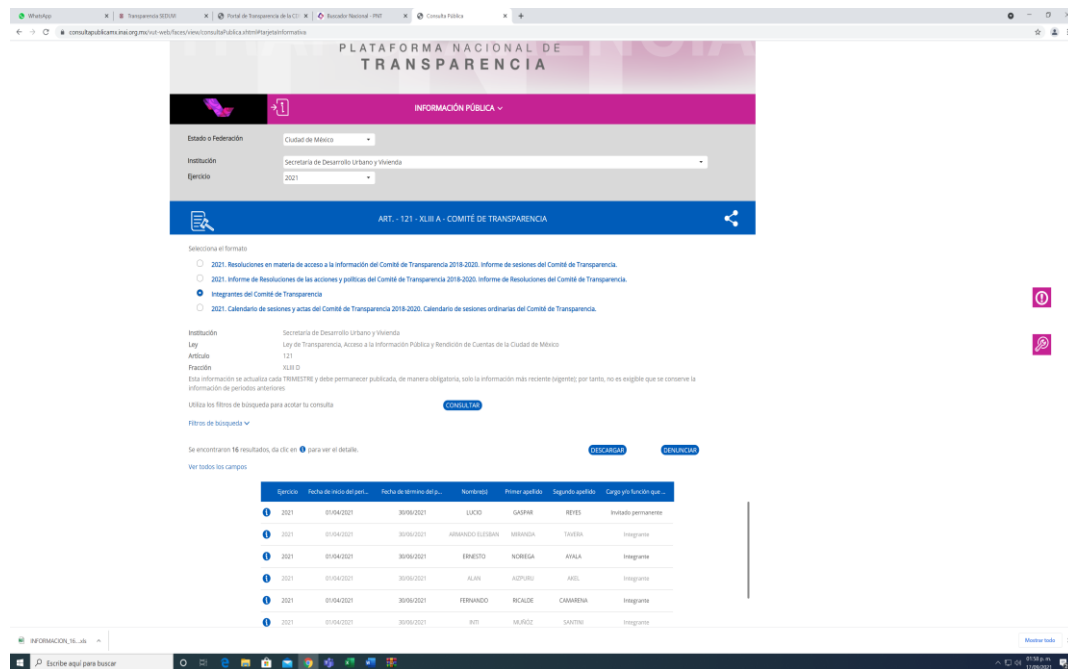 WhatsApp
Transparencia SEDUVI
Portal de Transparencia de la CD
Buscador Nacional - PNT
Consulta Pública
consultapublicamx.inai.org.mx/vut-web/faces/view/consultaPublica.xhtml#tarjetaInformativa
PLATAFORMA NACIONAL DE
TRANSPARENCIA
INFORMACIÓN PÚBLICA
Estado o Federación Ciudad de México
Institución Secretaría de Desarrollo Urbano y Vivienda
Ejercicio 2021
ART. - 121 - XLIII A - COMITÉ DE TRANSPARENCIA
Selecciona el formato
2021. Resoluciones en materia de acceso a la información del Comité de Transparencia 2018-2020. Informe de sesiones del Comité de Transparencia.
2021. Informe de Resoluciones de las acciones y políticas del Comité de Transparencia 2018-2020. Informe de Resoluciones del Comité de Transparencia.
Integrantes del Comité de Transparencia
2021. Calendario de sesiones y actas del Comité de Transparencia 2018-2020. Calendario de sesiones ordinarias del Comité de Transparencia.
Institución Secretaría de Desarrollo Urbano y Vivienda
Ley Ley de Transparencia, Acceso a la Información Pública y Rendición de Cuentas de la Ciudad de México
Artículo 121
Fracción XLIII D
Esta información se actualiza cada TRIMESTRE y debe permanecer publicada, de manera obligatoria, solo la información más reciente (vigente); por tanto, no es exigible que se conserve la
información de periodos anteriores
Utiliza los filtros de búsqueda para acotar tu consulta CONSULTAR
Filtros de búsqueda
Se encontraron 16 resultados, da clic en para ver el detalle. DESCARGAR DENUNCIAR
Ver todos los campos
Ejercicio Fecha de inicio del peri... Fecha de término del p... Nombre(s) Primer apellido Segundo apellido Cargo y/o función que ...
2021 01/04/2021 30/06/2021 LUCIO GASPAR REYES Invitado permanente
2021 01/04/2021 30/06/2021 ARMANDO ELESBAN MIRANDA TAVERA Integrante
2021 01/04/2021 30/06/2021 ERNESTO NORIEGA AYALA Integrante
2021 01/04/2021 30/06/2021 ALAN AIZPURU AKEL Integrante
2021 01/04/2021 30/06/2021 FERNANDO RICALDE CAMARENA Integrante
2021 01/04/2021 30/06/2021 INTI MUÑOZ SANTINI Integrante
INFORMACION_16....xls
Mostrar todo
Escribe aquí para buscar
01:58 p. m.
17/09/2021